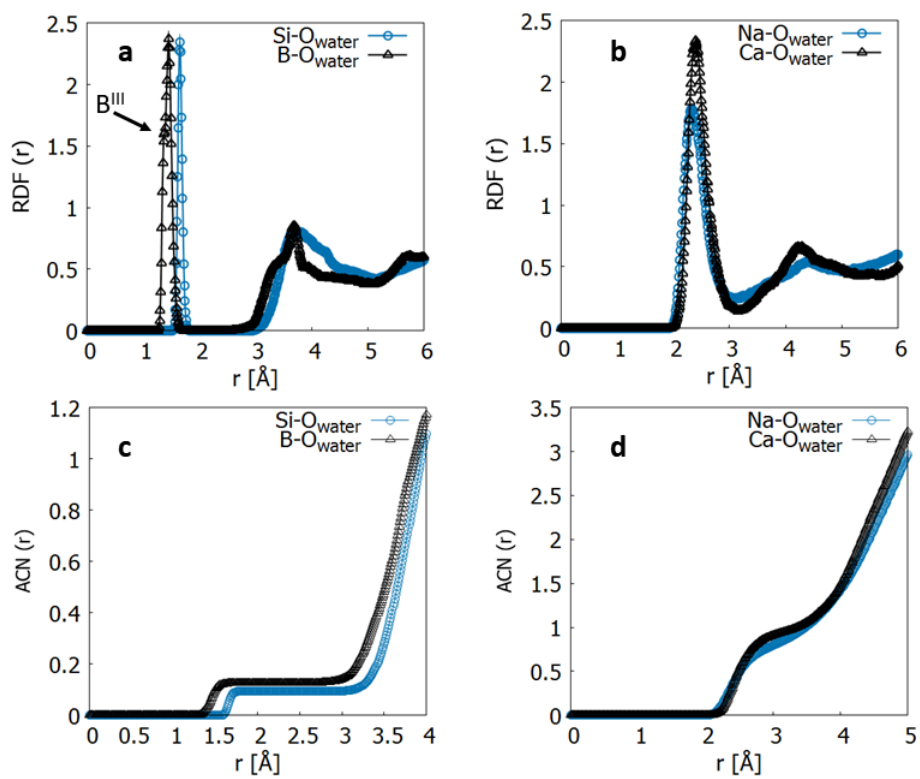 a
Si-Owater
B-Owater
BIII
RDF (r)
2.5
2
1.5
1
0.5
0
0 1 2 3 4 5 6
r [Å]
b
Na-Owater
Ca-Owater
RDF (r)
2.5
2
1.5
1
0.5
0
0 1 2 3 4 5 6
r [Å]
c
Si-Owater
B-Owater
ACN (r)
1.2
1
0.8
0.6
0.4
0.2
0
0 0.5 1 1.5 2 2.5 3 3.5 4
r [Å]
d
Na-Owater
Ca-Owater
ACN (r)
3.5
3
2.5
2
1.5
1
0.5
0
0 1 2 3 4 5
r [Å]